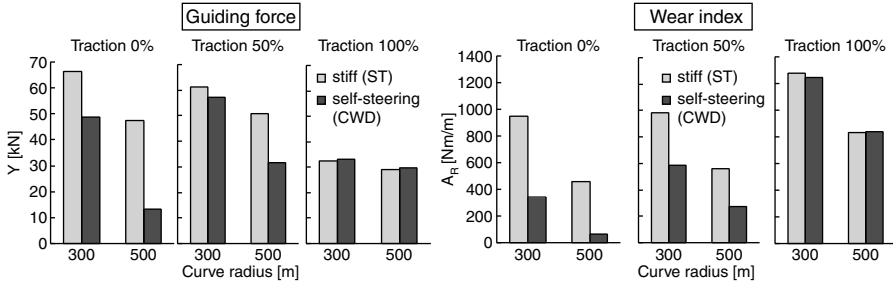 Guiding force
Traction 0% Traction 50% Traction 100%
70
60
50
40
30
20
10
0
Y [kN]
stiff (ST)
self-steering
(CWD)
300 500 300 500 300 500
Curve radius [m]
Wear index
Traction 0% Traction 50% Traction 100%
1400
1200
1000
800
600
400
200
0
A_R [Nm/m]
stiff (ST)
self-steering
(CWD)
300 500 300 500 300 500
Curve radius [m]